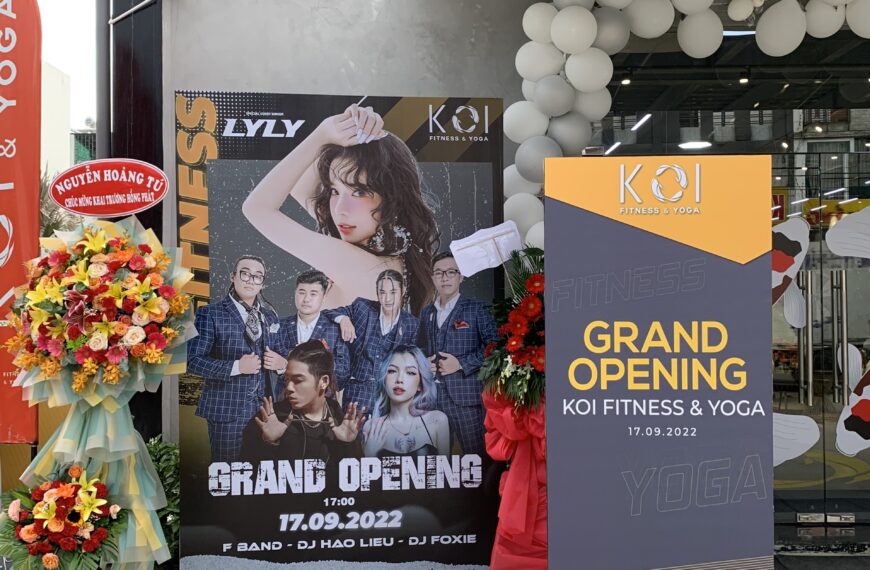 I & YOGA
NGUYỄN HOÀNG TÚ
CHÚC MỪNG KHAI TRƯƠNG HỒNG PHÁT
FITNESS
LYLY
KOI
FITNESS & YOGA
GRAND OPENING
17:00
17.09.2022
F BAND - DJ HAO LIEU - DJ FOXIE
KOI
FITNESS & YOGA
FITNESS
GRAND
OPENING
KOI FITNESS & YOGA
17.09.2022
YOGA